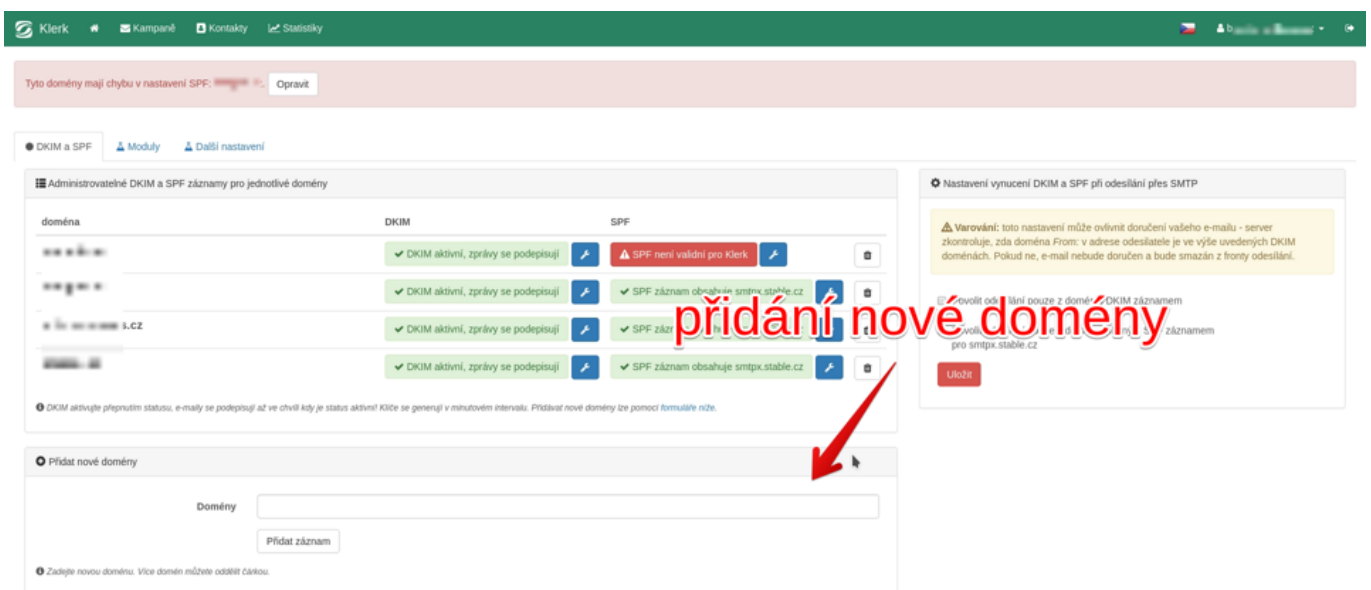 Klerk Kampaně Kontakty Statistiky
Tyto domény mají chybu v nastavení SPF: Opravit
DKIM a SPF Moduly Další nastavení
Administrovatelné DKIM a SPF záznamy pro jednotlivé domény
doména DKIM SPF
DKIM aktivní, zprávy se podepisují SPF není validní pro Klerk
DKIM aktivní, zprávy se podepisují SPF záznam obsahuje smtpx.stable.cz
s.cz DKIM aktivní, zprávy se podepisují SPF
DKIM aktivní, zprávy se podepisují SPF záznam obsahuje smtpx.stable.cz
DKIM aktivujte přepnutím statusu, e-maily se podepisují až ve chvíli kdy je status aktivní! Klíče se generují v minutovém intervalu. Přidávat nové domény lze pomocí formuláře níže.
Přidat nové domény
Domény
Přidat záznam
Zadejte novou doménu. Více domén můžete oddělit čárkou.
Nastavení vynucení DKIM a SPF při odesílání přes SMTP
Varování: toto nastavení může ovlivnit doručení vašeho e-mailu - server
zkontroluje, zda doména From: v adrese odesilatele je ve výše uvedených DKIM
doménách. Pokud ne, e-mail nebude doručen a bude smazán z fronty odesílání.
pouze z DKIM záznamem
záznamem
pro smtpx.stable.cz
Uložit
přidání nové domény